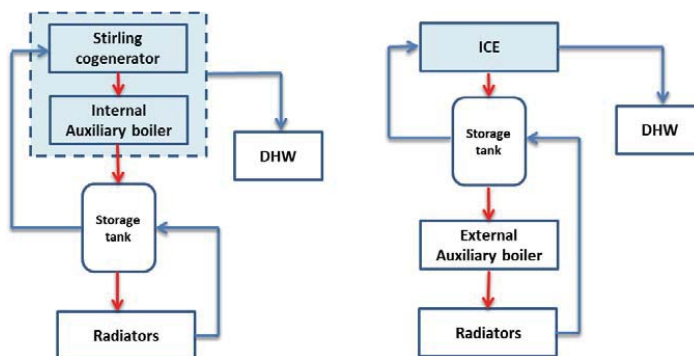 Stirling
cogenerator
Internal
Auxiliary boiler
DHW
Storage
tank
Radiators
ICE
Storage
tank
DHW
External
Auxiliary boiler
Radiators